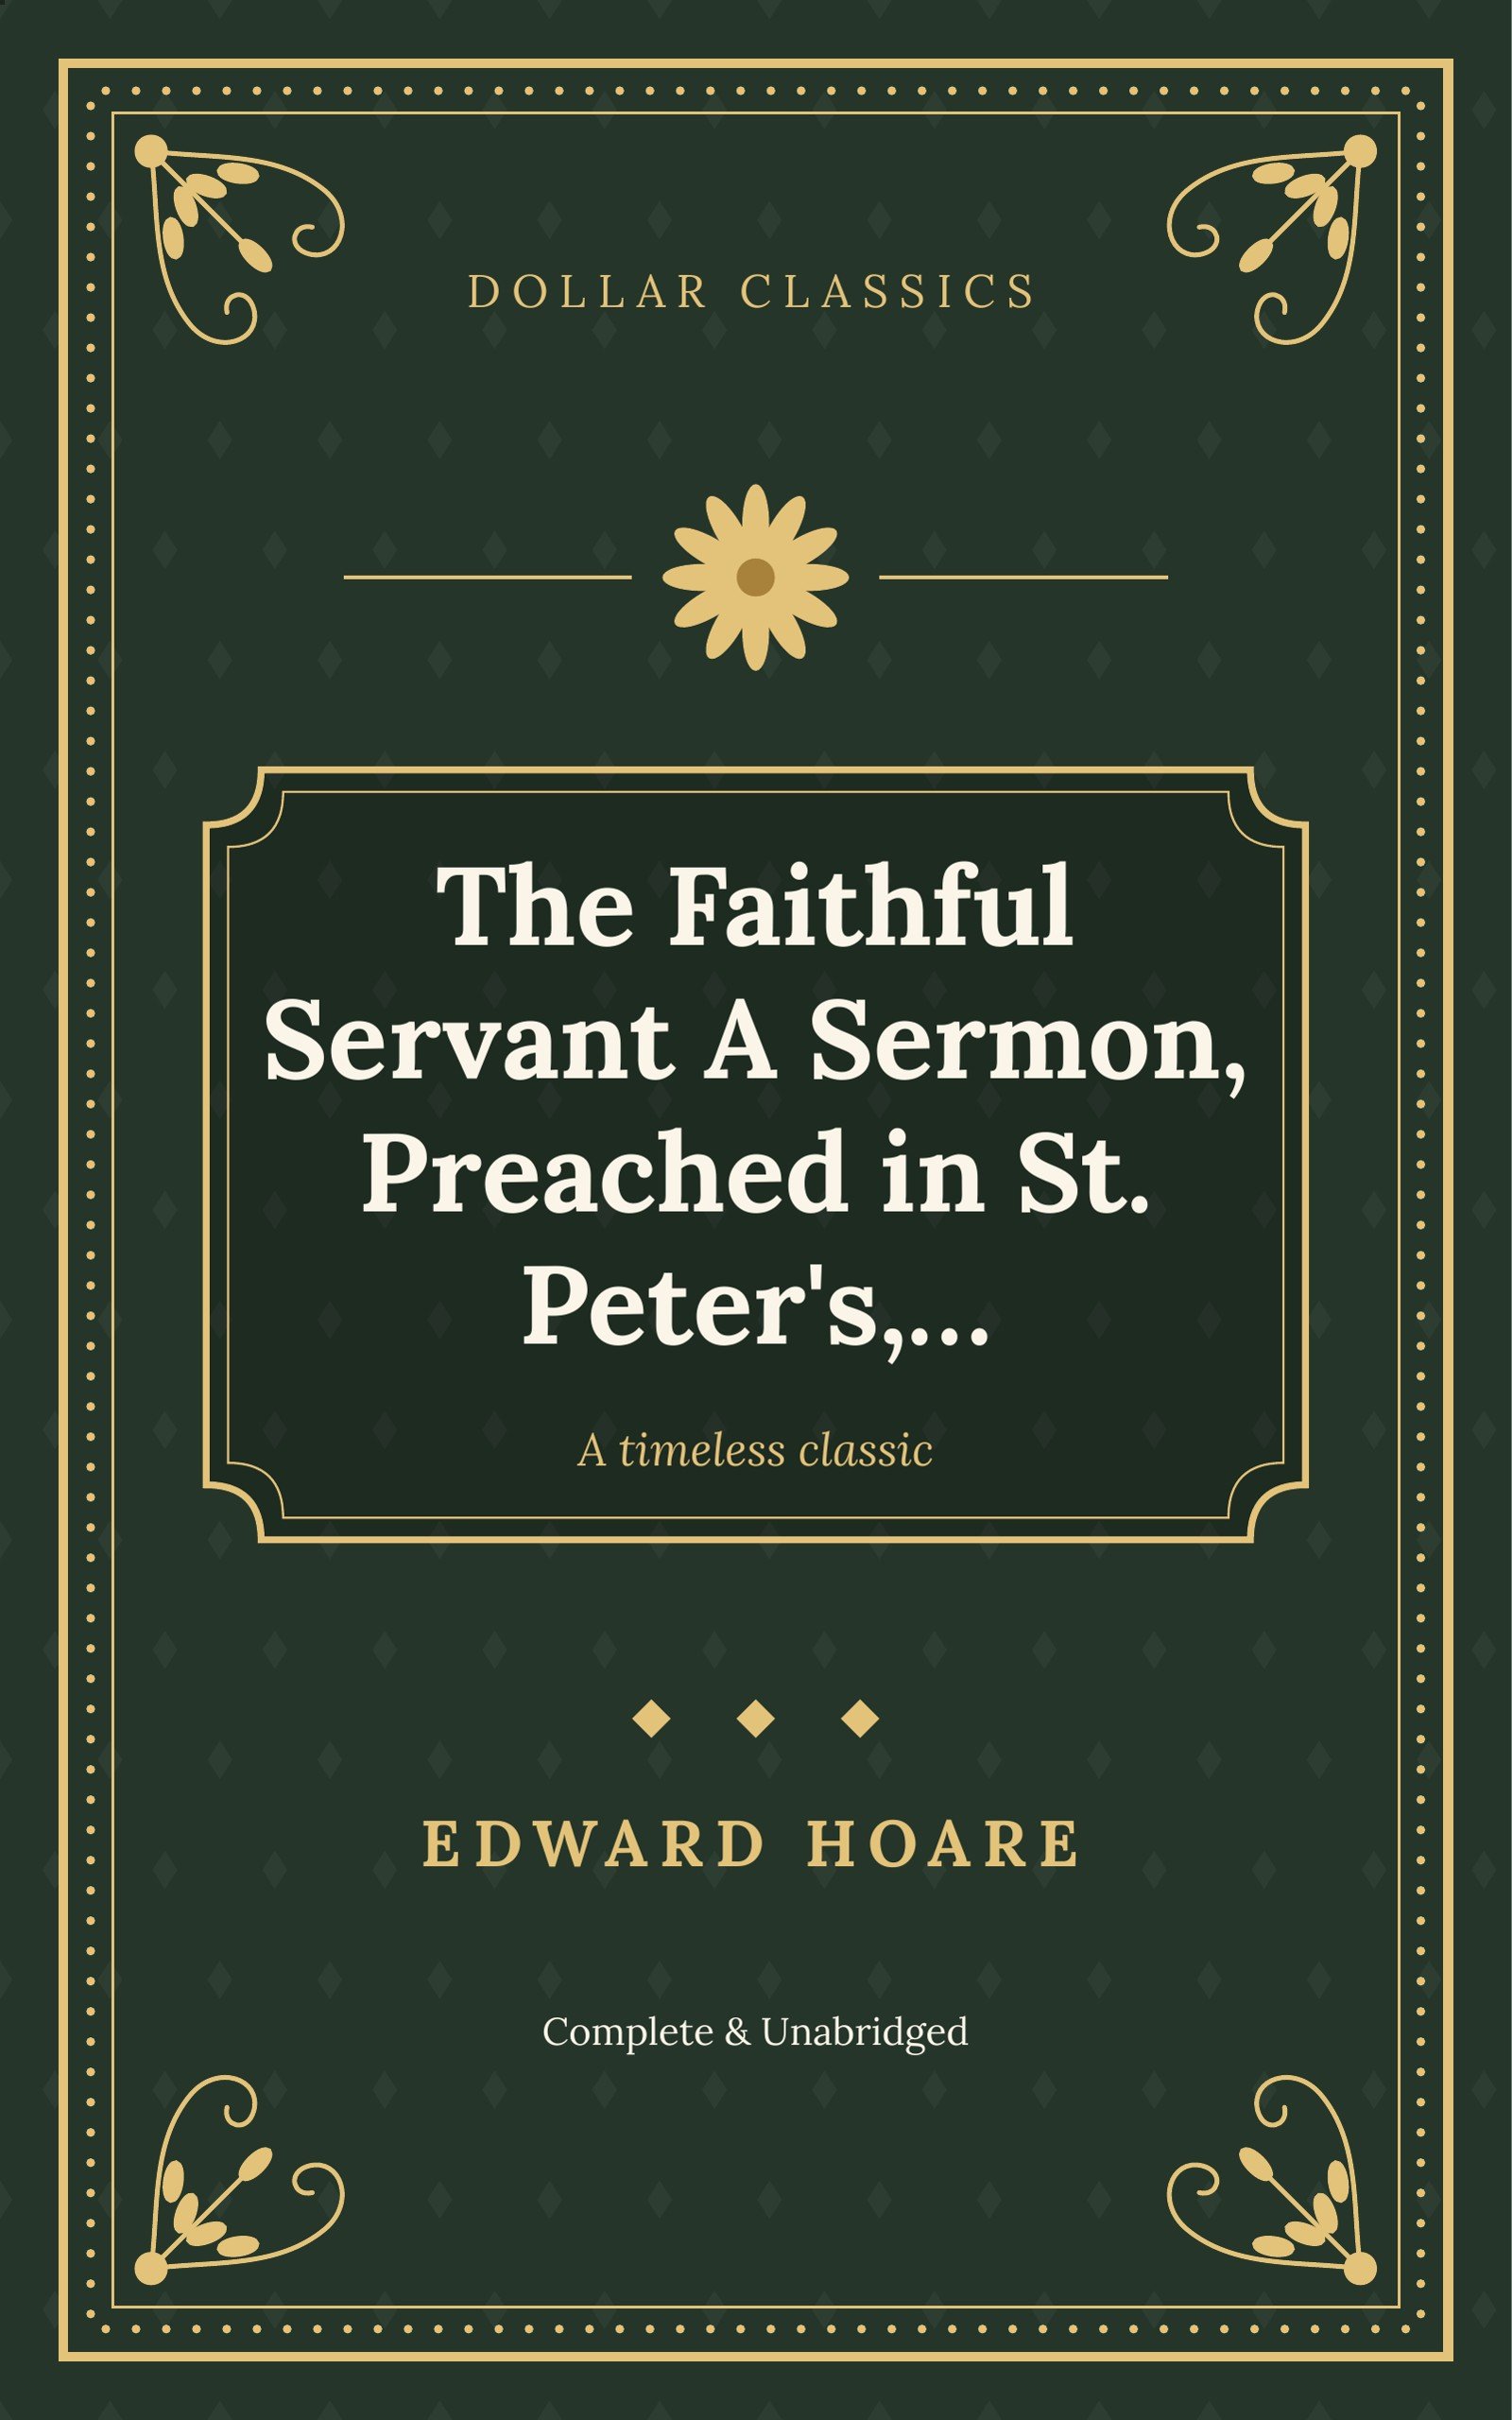 DOLLAR CLASSICS
The Faithful
Servant A Sermon,
Preached in St.
Peter's,...
A timeless classic
EDWARD HOARE
Complete & Unabridged